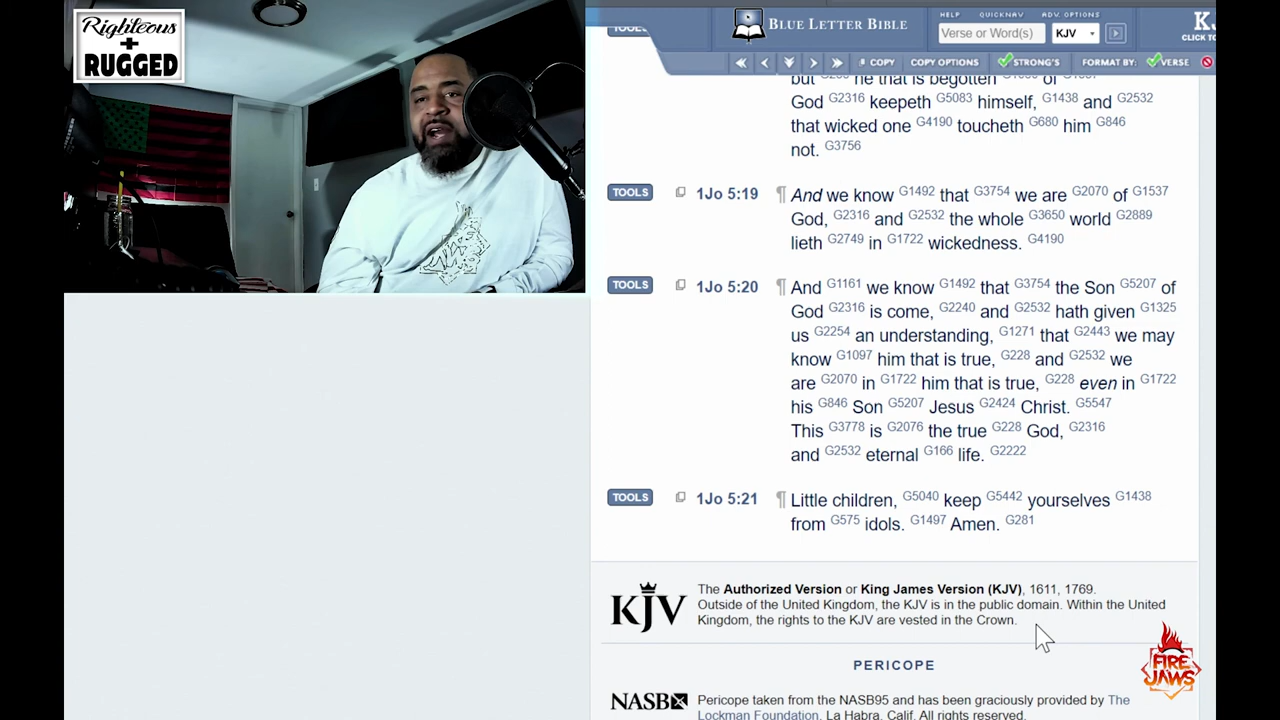 Righteous
+
RUGGED
TOOLS
BLUE LETTER BIBLE
HELP QUICKNAV ADV. OPTIONS
Verse or Word(s) KJV
CLICK TO
COPY COPY OPTIONS STRONG'S FORMAT BY: VERSE
but he that is begotten of
God G2316 keepeth G5083 himself, G1438 and G2532
that wicked one G4190 toucheth G680 him G846
not. G3756
TOOLS 1Jo 5:19 ¶ And we know G1492 that G3754 we are G2070 of G1537
God, G2316 and G2532 the whole G3650 world G2889
lieth G2749 in G1722 wickedness. G4190
TOOLS 1Jo 5:20 ¶ And G1161 we know G1492 that G3754 the Son G5207 of
God G2316 is come, G2240 and G2532 hath given G1325
us G2254 an understanding, G1271 that G2443 we may
know G1097 him that is true, G228 and G2532 we
are G2070 in G1722 him that is true, G228 even in G1722
his G846 Son G5207 Jesus G2424 Christ. G5547
This G3778 is G2076 the true G228 God, G2316
and G2532 eternal G166 life. G2222
TOOLS 1Jo 5:21 ¶ Little children, G5040 keep G5442 yourselves G1438
from G575 idols. G1497 Amen. G281
KJV
The Authorized Version or King James Version (KJV), 1611, 1769.
Outside of the United Kingdom, the KJV is in the public domain. Within the United
Kingdom, the rights to the KJV are vested in the Crown.
PERICOPE
NASB
Pericope taken from the NASB95 and has been graciously provided by The
Lockman Foundation. La Habra, Calif. All rights reserved.
FIRE
JAWS